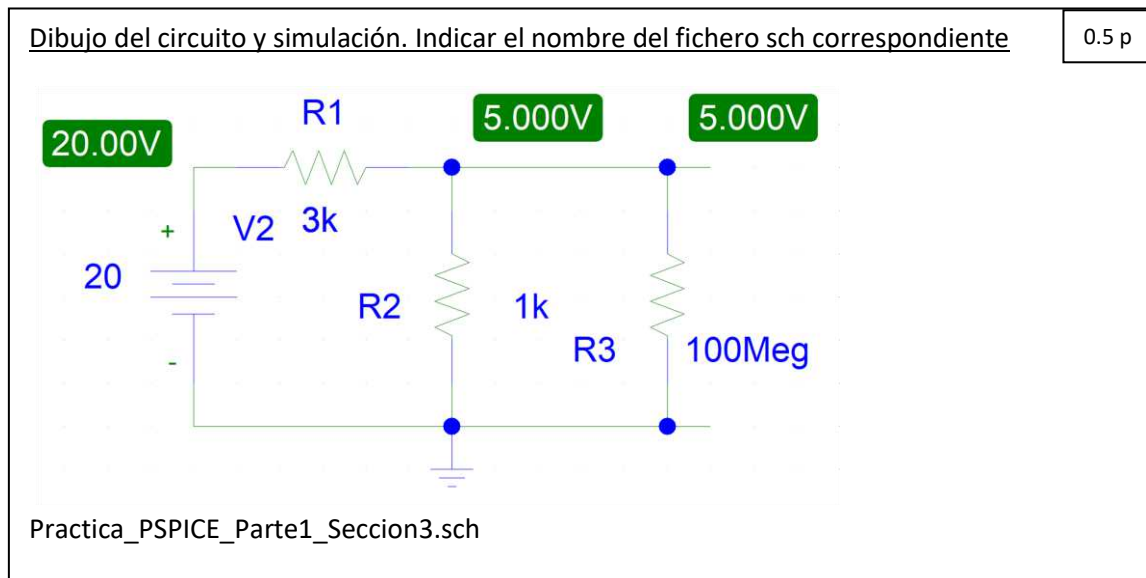 Dibujo del circuito y simulación. Indicar el nombre del fichero sch correspondiente
0.5 p
R1
5.000V
5.000V
20.00V
+
V2
3k
20
R2
1k
R3
100Meg
-
Practica_PSPICE_Parte1_Seccion3.sch